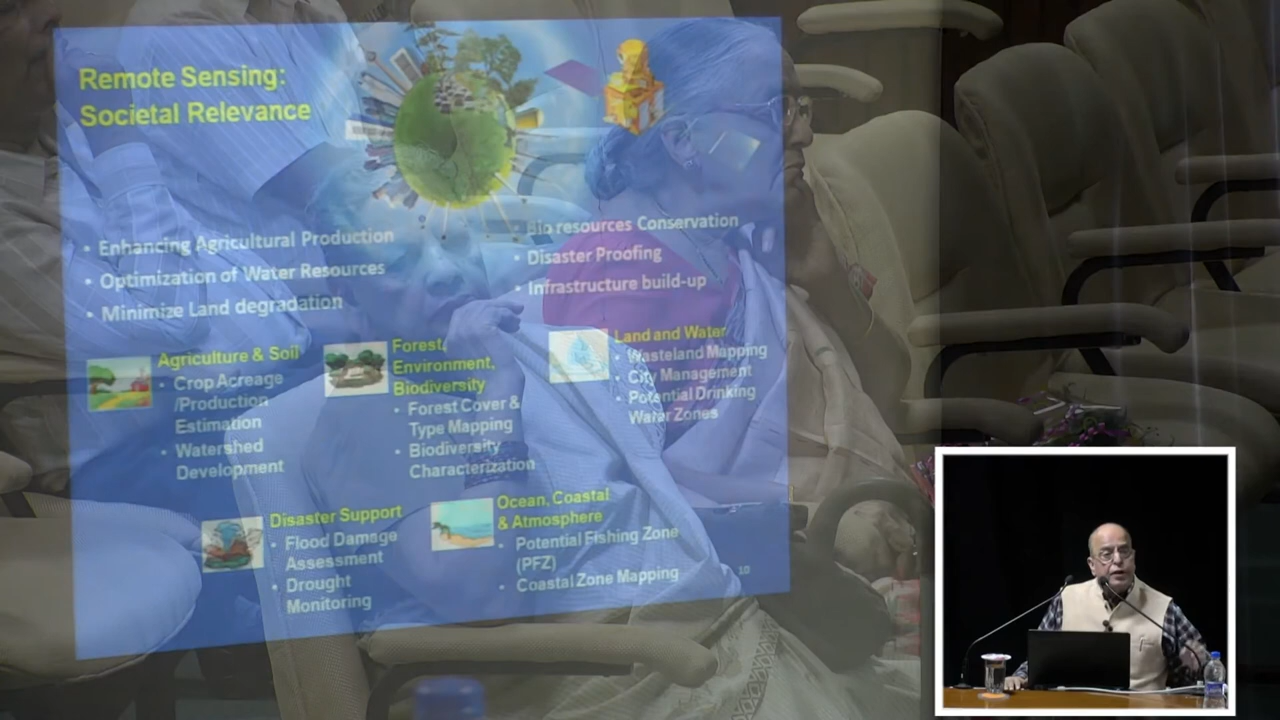 Remote Sensing:
Societal Relevance
• Enhancing Agricultural Production
• Optimization of Water Resources
• Minimize Land degradation
• Bio resources Conservation
• Disaster Proofing
• Infrastructure build-up
Agriculture & Soil
• Crop Acreage
/Production
Estimation
• Watershed
Development
Forest,
Environment,
Biodiversity
• Forest Cover &
Type Mapping
• Biodiversity
Characterization
Land and Water
• Wasteland Mapping
• City Management
• Potential Drinking
Water Zones
Disaster Support
• Flood Damage
Assessment
• Drought
Monitoring
Ocean, Coastal
& Atmosphere
• Potential Fishing Zone
(PFZ)
• Coastal Zone Mapping
10